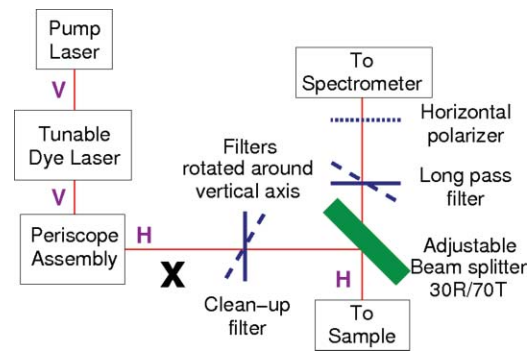 Pump
Laser
V
Tunable
Dye Laser
V
Periscope
Assembly
H
X
Filters
rotated around
vertical axis
Clean-up
filter
To
Spectrometer
Horizontal
polarizer
Long pass
filter
Adjustable
Beam splitter
30R/70T
H
To
Sample